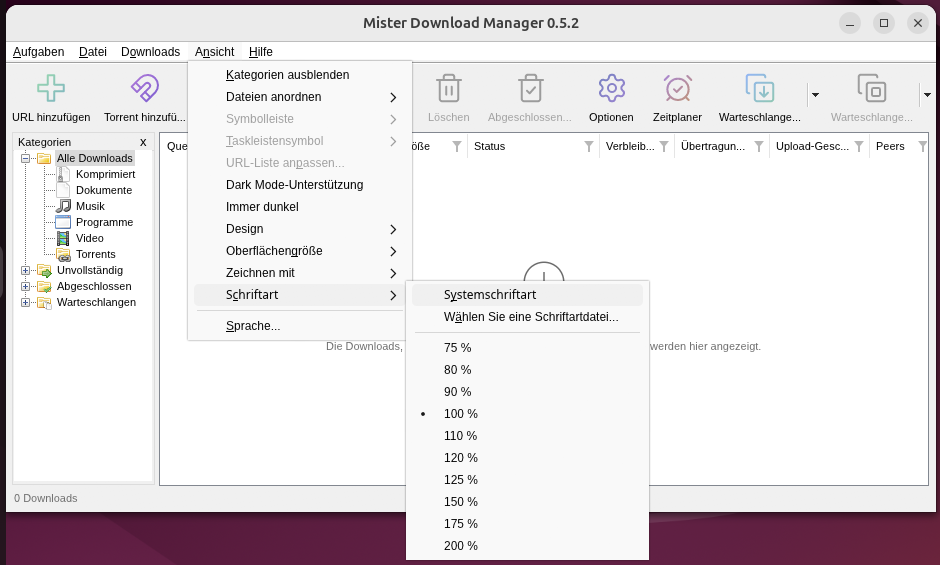 Mister Download Manager 0.5.2
Aufgaben Datei Downloads Ansicht Hilfe
URL hinzufügen Torrent hinzufü... Löschen Abgeschlossen... Optionen Zeitplaner Warteschlange... Warteschlange...
Kategorien ausblenden
Dateien anordnen
Symbolleiste
Taskleistensymbol
URL-Liste anpassen...
Dark Mode-Unterstützung
Immer dunkel
Design
Oberflächengröße
Zeichnen mit
Schriftart
Sprache...
Systemschriftart
Wählen Sie eine Schriftartdatei...
75 %
80 %
90 %
100 %
110 %
120 %
125 %
150 %
175 %
200 %
Kategorien x
Alle Downloads
Komprimiert
Dokumente
Musik
Programme
Video
Torrents
Unvollständig
Abgeschlossen
Warteschlangen
Que öße Status Verbleib... Übertragun... Upload-Gesc... Peers
Die Downloads, werden hier angezeigt.
0 Downloads